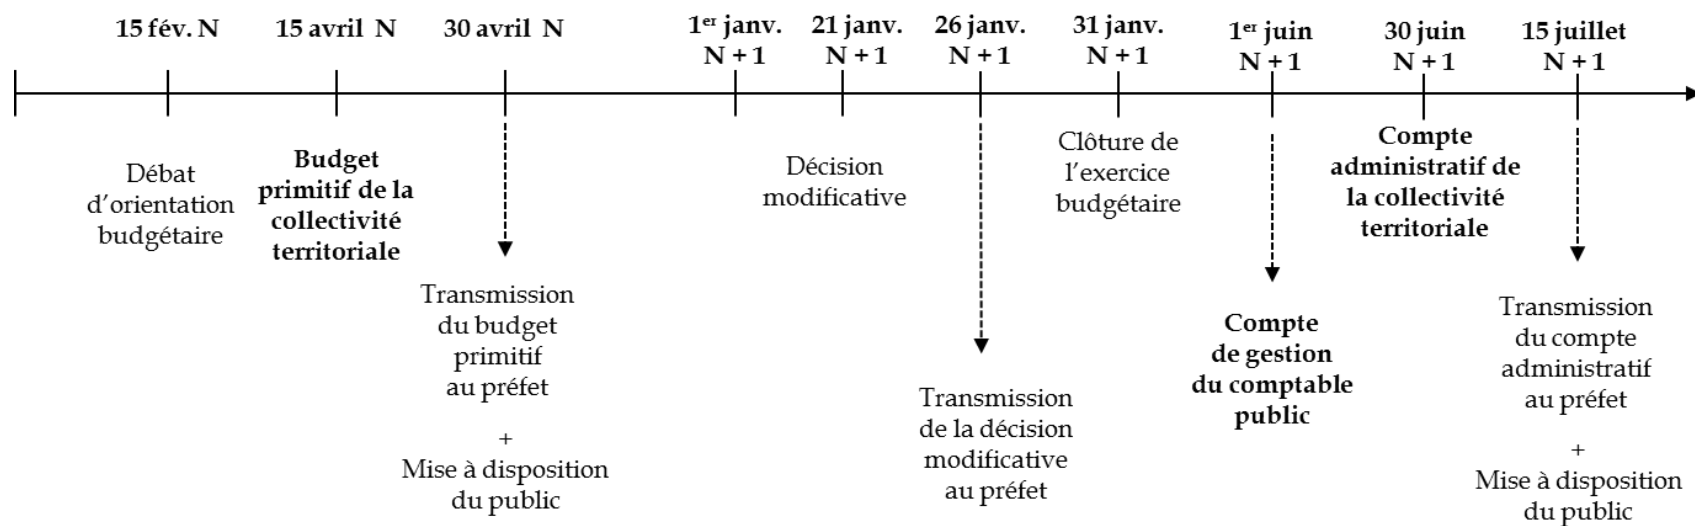 15 fév. N
15 avril N
30 avril N
1er janv.
N + 1
21 janv.
N + 1
26 janv.
N + 1
31 janv.
N + 1
1er juin
N + 1
30 juin
N + 1
15 juillet
N + 1
Débat
d’orientation
budgétaire
Budget
primitif de la
collectivité
territoriale
Transmission
du budget
primitif
au préfet
+
Mise à disposition
du public
Décision
modificative
Transmission
de la décision
modificative
au préfet
Clôture de
l’exercice
budgétaire
Compte
de gestion
du comptable
public
Compte
administratif de
la collectivité
territoriale
Transmission
du compte
administratif
au préfet
+
Mise à disposition
du public